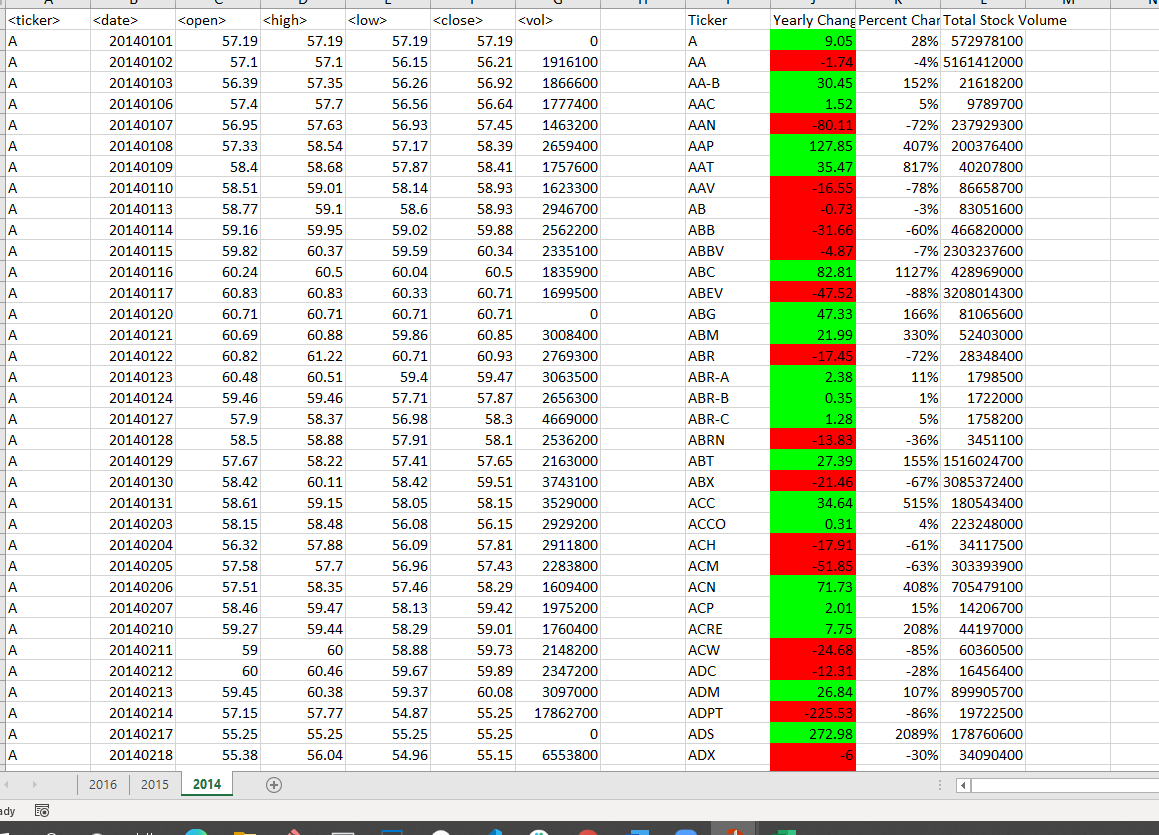 <ticker> <date> <open> <high> <low> <close> <vol> Ticker Yearly Chang Percent Char Total Stock Volume
A 20140101 57.19 57.19 57.19 57.19 0 A 9.05 28% 572978100
A 20140102 57.1 57.1 56.15 56.21 1916100 AA -1.74 -4% 5161412000
A 20140103 56.39 57.35 56.26 56.92 1866600 AA-B 30.45 152% 21618200
A 20140106 57.4 57.7 56.56 56.64 1777400 AAC 1.52 5% 9789700
A 20140107 56.95 57.63 56.93 57.45 1463200 AAN -80.11 -72% 237929300
A 20140108 57.33 58.54 57.17 58.39 2659400 AAP 127.85 407% 200376400
A 20140109 58.4 58.68 57.87 58.41 1757600 AAT 35.47 817% 40207800
A 20140110 58.51 59.01 58.14 58.93 1623300 AAV -16.55 -78% 86658700
A 20140113 58.77 59.1 58.6 58.93 2946700 AB -0.73 -3% 83051600
A 20140114 59.16 59.95 59.02 59.88 2562200 ABB -31.66 -60% 466820000
A 20140115 59.82 60.37 59.59 60.34 2335100 ABBV -4.87 -7% 2303237600
A 20140116 60.24 60.5 60.04 60.5 1835900 ABC 82.81 1127% 428969000
A 20140117 60.83 60.83 60.33 60.71 1699500 ABEV -47.52 -88% 3208014300
A 20140120 60.71 60.71 60.71 60.71 0 ABG 47.33 166% 81065600
A 20140121 60.69 60.88 59.86 60.85 3008400 ABM 21.99 330% 52403000
A 20140122 60.82 61.22 60.71 60.93 2769300 ABR -17.45 -72% 28348400
A 20140123 60.48 60.51 59.4 59.47 3063500 ABR-A 2.38 11% 1798500
A 20140124 59.46 59.46 57.71 57.87 2656300 ABR-B 0.35 1% 1722000
A 20140127 57.9 58.37 56.98 58.3 4669000 ABR-C 1.28 5% 1758200
A 20140128 58.5 58.88 57.91 58.1 2536200 ABRN -13.83 -36% 3451100
A 20140129 57.67 58.22 57.41 57.65 2163000 ABT 27.39 155% 1516024700
A 20140130 58.42 60.11 58.42 59.51 3743100 ABX -21.46 -67% 3085372400
A 20140131 58.61 59.15 58.05 58.15 3529000 ACC 34.64 515% 180543400
A 20140203 58.15 58.48 56.08 56.15 2929200 ACCO 0.31 4% 223248000
A 20140204 56.32 57.88 56.09 57.81 2911800 ACH -17.91 -61% 34117500
A 20140205 57.58 57.7 56.96 57.43 2283800 ACM -51.85 -63% 303393900
A 20140206 57.51 58.35 57.46 58.29 1609400 ACN 71.73 408% 705479100
A 20140207 58.46 59.47 58.13 59.42 1975200 ACP 2.01 15% 14206700
A 20140210 59.27 59.44 58.29 59.01 1760400 ACRE 7.75 208% 44197000
A 20140211 59 60 58.88 59.73 2148200 ACW -24.68 -85% 60360500
A 20140212 60 60.46 59.67 59.89 2347200 ADC -12.31 -28% 16456400
A 20140213 59.45 60.38 59.37 60.08 3097000 ADM 26.84 107% 899905700
A 20140214 57.15 57.77 54.87 55.25 17862700 ADPT -225.53 -86% 19722500
A 20140217 55.25 55.25 55.25 55.25 0 ADS 272.98 2089% 178760600
A 20140218 55.38 56.04 54.96 55.15 6553800 ADX -6 -30% 34090400
2016 2015 2014
ady